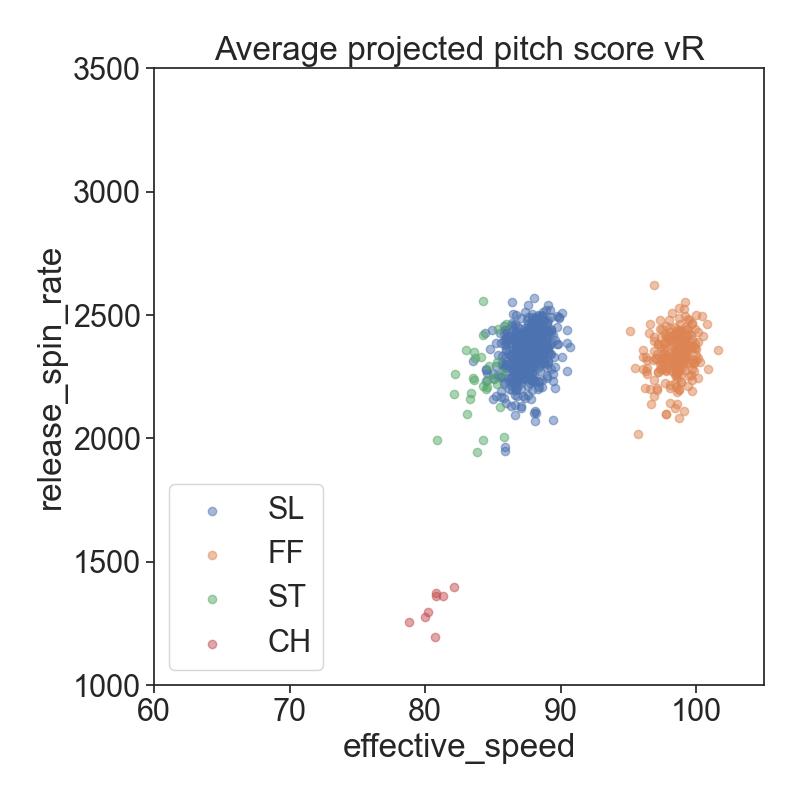 Average projected pitch score vR
3500
3000
2500
2000
1500
1000
release_spin_rate
SL
FF
ST
CH
60
70
80
90
100
effective_speed